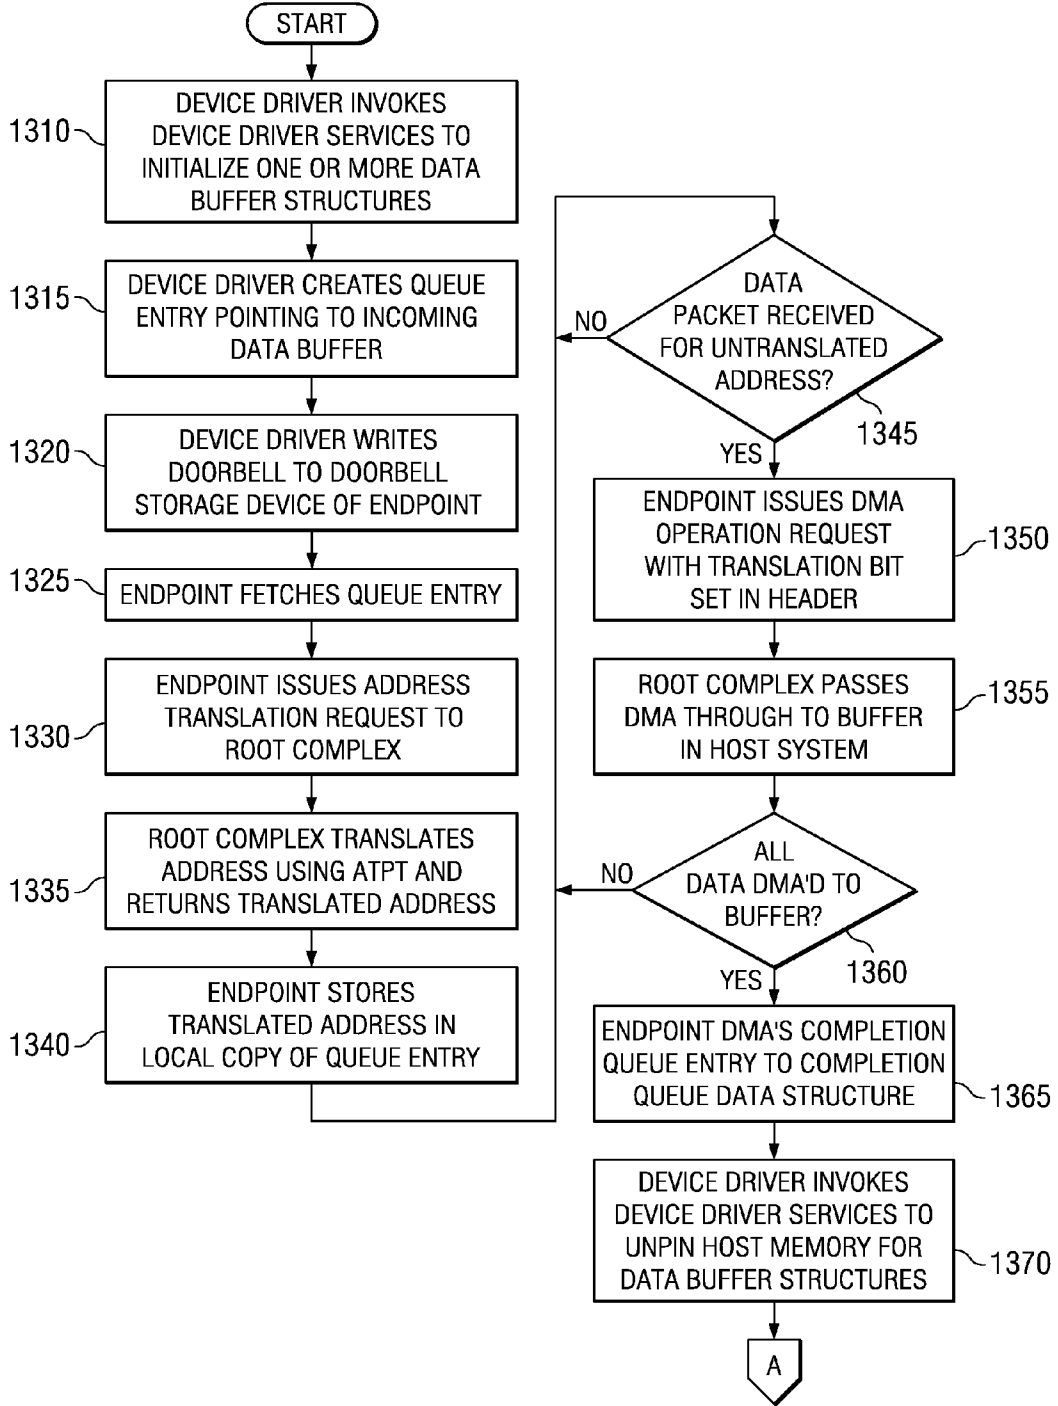 START
1310
DEVICE DRIVER INVOKES
DEVICE DRIVER SERVICES TO
INITIALIZE ONE OR MORE DATA
BUFFER STRUCTURES
1315
DEVICE DRIVER CREATES QUEUE
ENTRY POINTING TO INCOMING
DATA BUFFER
1320
DEVICE DRIVER WRITES
DOORBELL TO DOORBELL
STORAGE DEVICE OF ENDPOINT
1325
ENDPOINT FETCHES QUEUE ENTRY
1330
ENDPOINT ISSUES ADDRESS
TRANSLATION REQUEST TO
ROOT COMPLEX
1335
ROOT COMPLEX TRANSLATES
ADDRESS USING ATPT AND
RETURNS TRANSLATED ADDRESS
1340
ENDPOINT STORES
TRANSLATED ADDRESS IN
LOCAL COPY OF QUEUE ENTRY
DATA
PACKET RECEIVED
FOR UNTRANSLATED
ADDRESS?
NO
1345
YES
ENDPOINT ISSUES DMA
OPERATION REQUEST
WITH TRANSLATION BIT
SET IN HEADER
1350
ROOT COMPLEX PASSES
DMA THROUGH TO BUFFER
IN HOST SYSTEM
1355
ALL
DATA DMA'D TO
BUFFER?
NO
1360
YES
ENDPOINT DMA'S COMPLETION
QUEUE ENTRY TO COMPLETION
QUEUE DATA STRUCTURE
1365
DEVICE DRIVER INVOKES
DEVICE DRIVER SERVICES TO
UNPIN HOST MEMORY FOR
DATA BUFFER STRUCTURES
1370
A